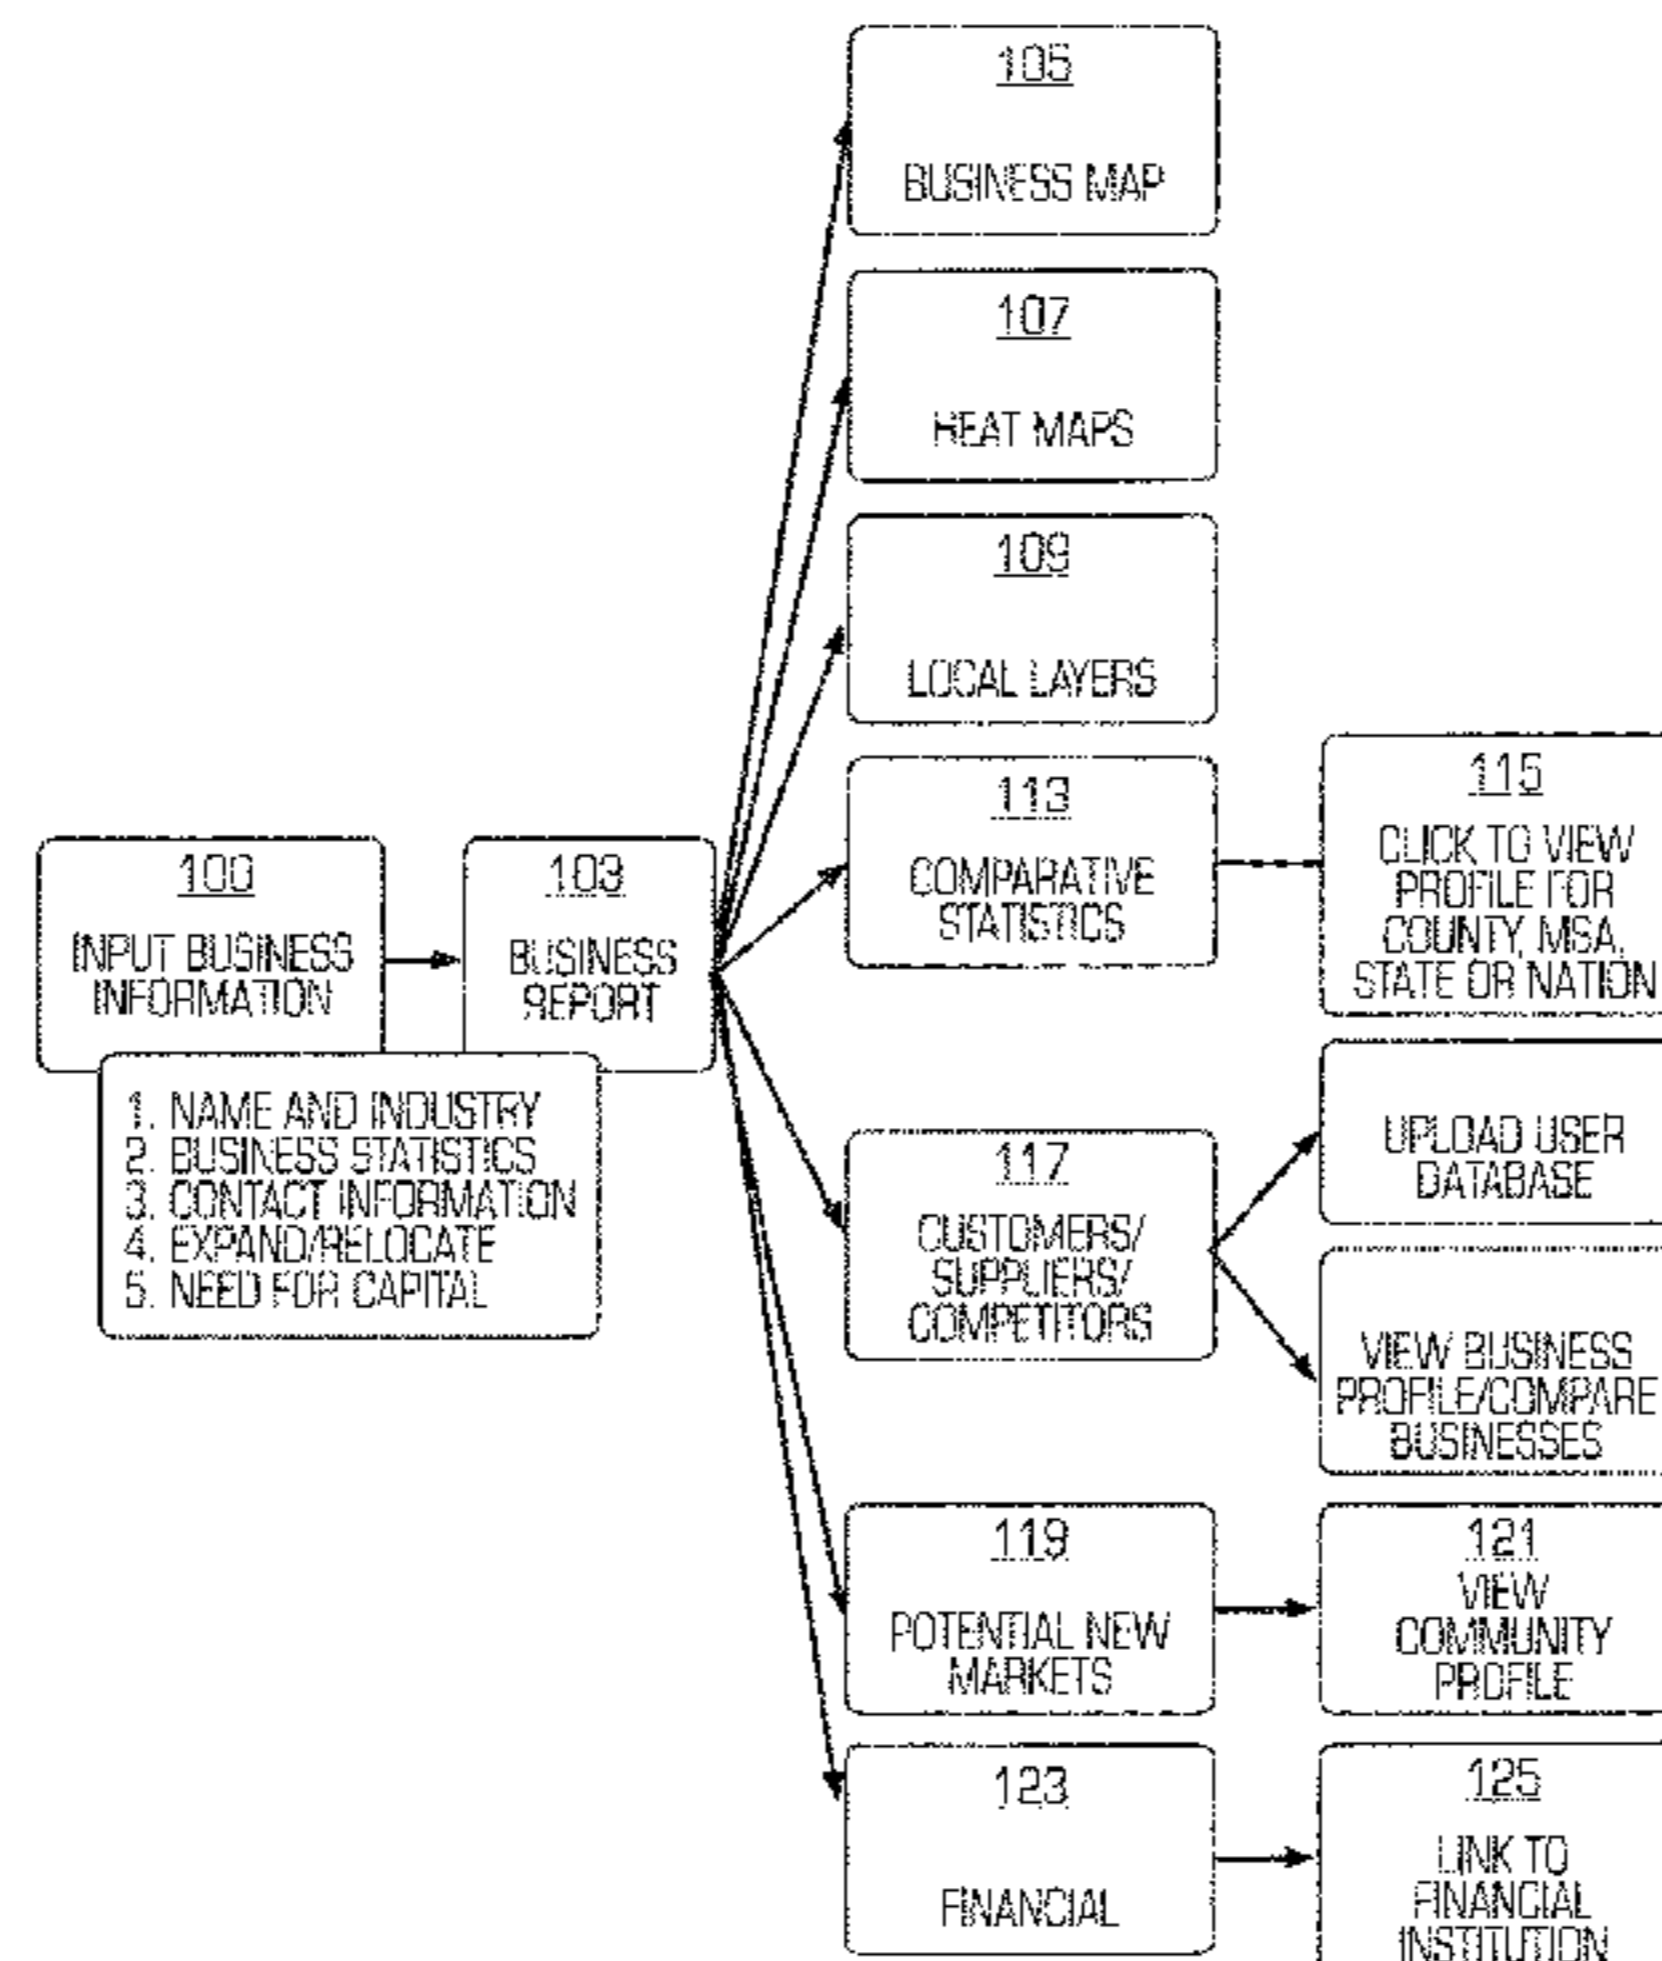 105
BUSINESS MAP
107
HEAT MAPS
109
LOCAL LAYERS
100
INPUT BUSINESS
INFORMATION
1. NAME AND INDUSTRY
2. BUSINESS STATISTICS
3. CONTACT INFORMATION
4. EXPAND/RELOCATE
5. NEED FOR CAPITAL
103
BUSINESS
REPORT
113
COMPARATIVE
STATISTICS
115
CLICK TO VIEW
PROFILE FOR
COUNTY, MSA,
STATE OR NATION
117
CUSTOMERS/
SUPPLIERS/
COMPETITORS
UPLOAD USER
DATABASE
VIEW BUSINESS
PROFILE/COMPARE
BUSINESSES
119
POTENTIAL NEW
MARKETS
121
VIEW
COMMUNITY
PROFILE
123
FINANCIAL
125
LINK TO
FINANCIAL
INSTITUTION